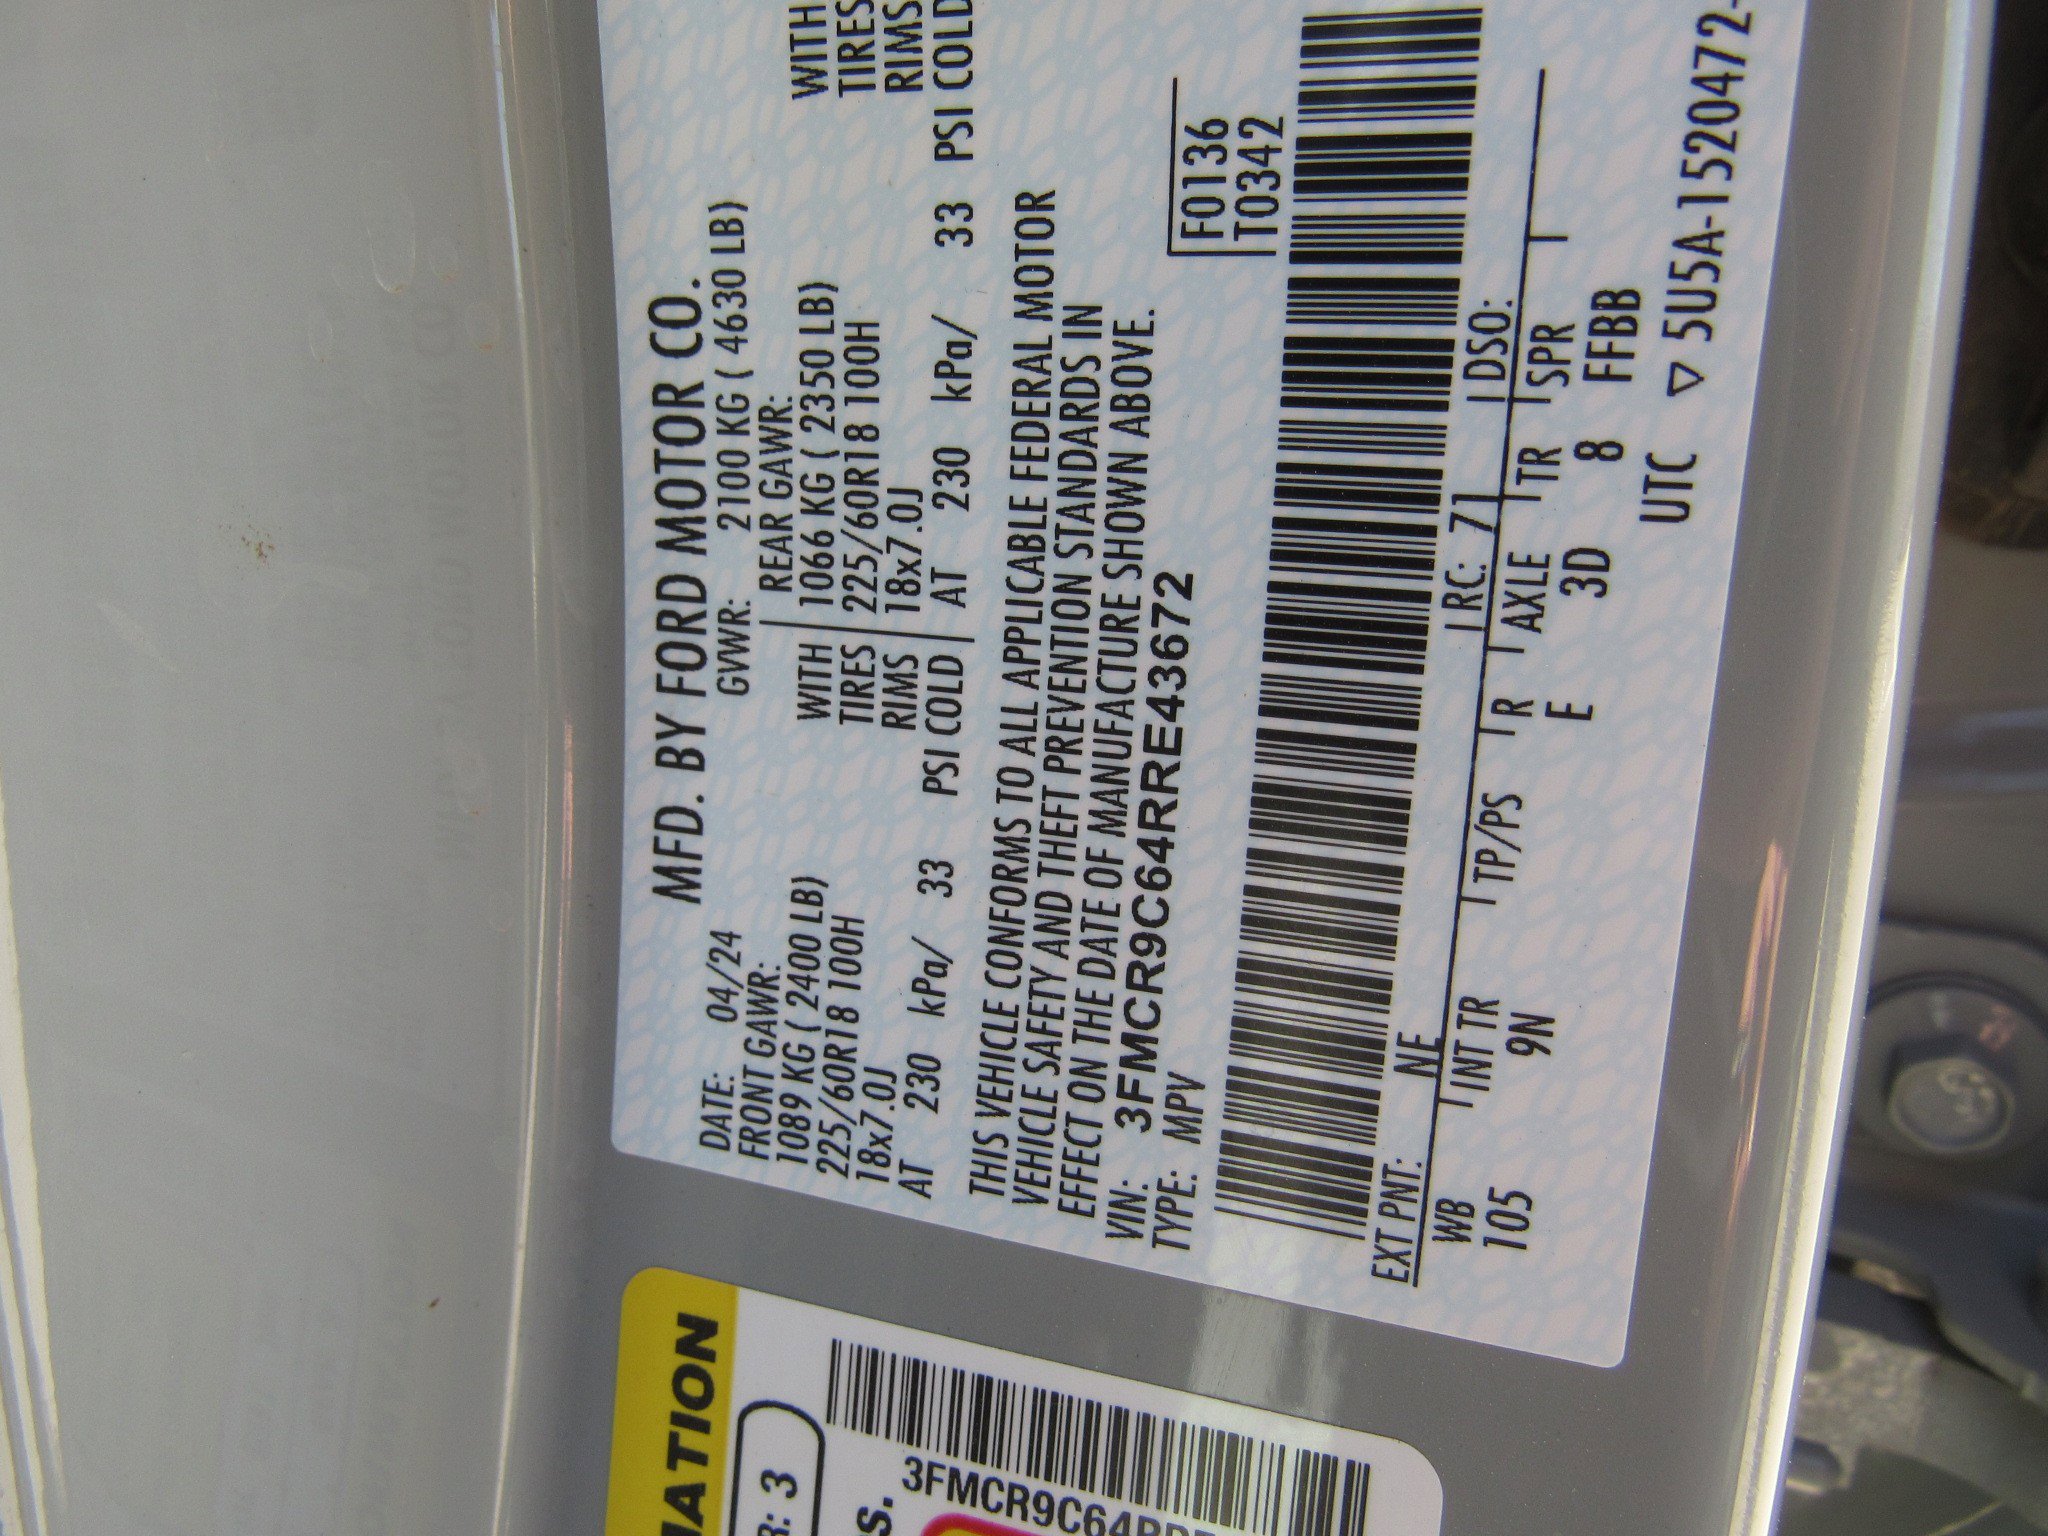 MFD. BY FORD MOTOR CO.
DATE: 04/24 GVWR: 2100 KG ( 4630 LB)
FRONT GAWR: REAR GAWR:
1089 KG ( 2400 LB) WITH 1066 KG ( 2350 LB) WITH
225/60R18 100H TIRES 225/60R18 100H TIRES
18x7.0J RIMS 18x7.0J RIMS
AT 230 kPa/ 33 PSI COLD AT 230 kPa/ 33 PSI COLD
THIS VEHICLE CONFORMS TO ALL APPLICABLE FEDERAL MOTOR
VEHICLE SAFETY AND THEFT PREVENTION STANDARDS IN
EFFECT ON THE DATE OF MANUFACTURE SHOWN ABOVE.
VIN: 3FMCR9C64RRE43672
TYPE: MPV
F0136
T0342
EXT PNT: NE RC: 71 DSO:
WB INT TR TP/PS R AXLE TR SPR
105 9N E 3D 8 FFBB
UTC ▽ 5U5A-1520472-
3
3FMCR9C64